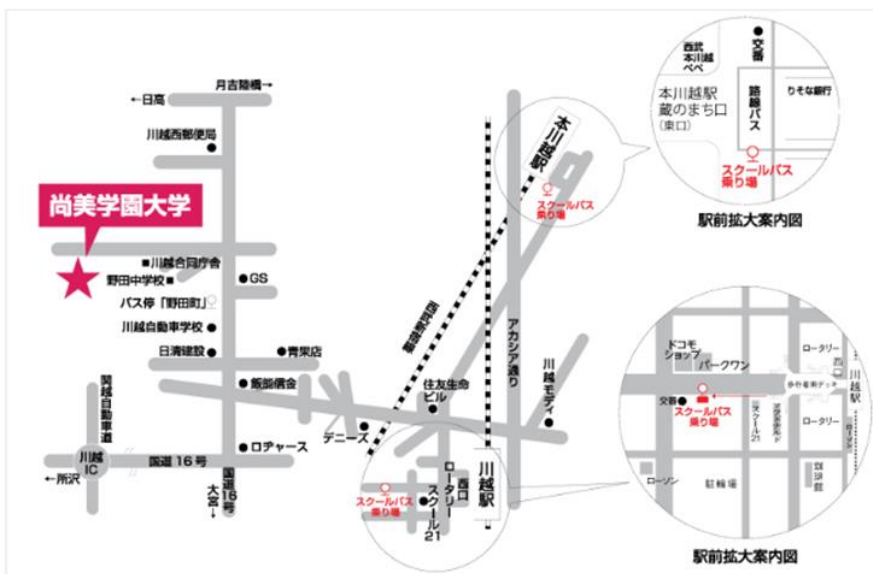 月吉陸橋→
←日高
川越西郵便局
尚美学園大学
■川越合同庁舎
野田中学校■
GS
バス停「野田町」
川越自動車学校
日清建設
青果店
飯能信金
関越自動車道
川越
IC
国道16号
←所沢
国道16号
大宮↓
ロヂャース
デニーズ
住友生命
ビル
西武新宿線
アカシア通り
川越モディ
本川越駅
スクールバス
乗り場
川越駅
西口
ロータリー
スクール21
スクールバス
乗り場
西武
本川越
ペペ
交番
本川越駅
蔵のまち口
(東口)
路線バス
りそな銀行
スクールバス
乗り場
駅前拡大案内図
ドコモ
ショップ
パークワン
ロータリー
西口
川越駅
歩行者用デッキ
交番
スクールバス
乗り場
スクール21
ロータリー
ローソン
駐輪場
駅前拡大案内図